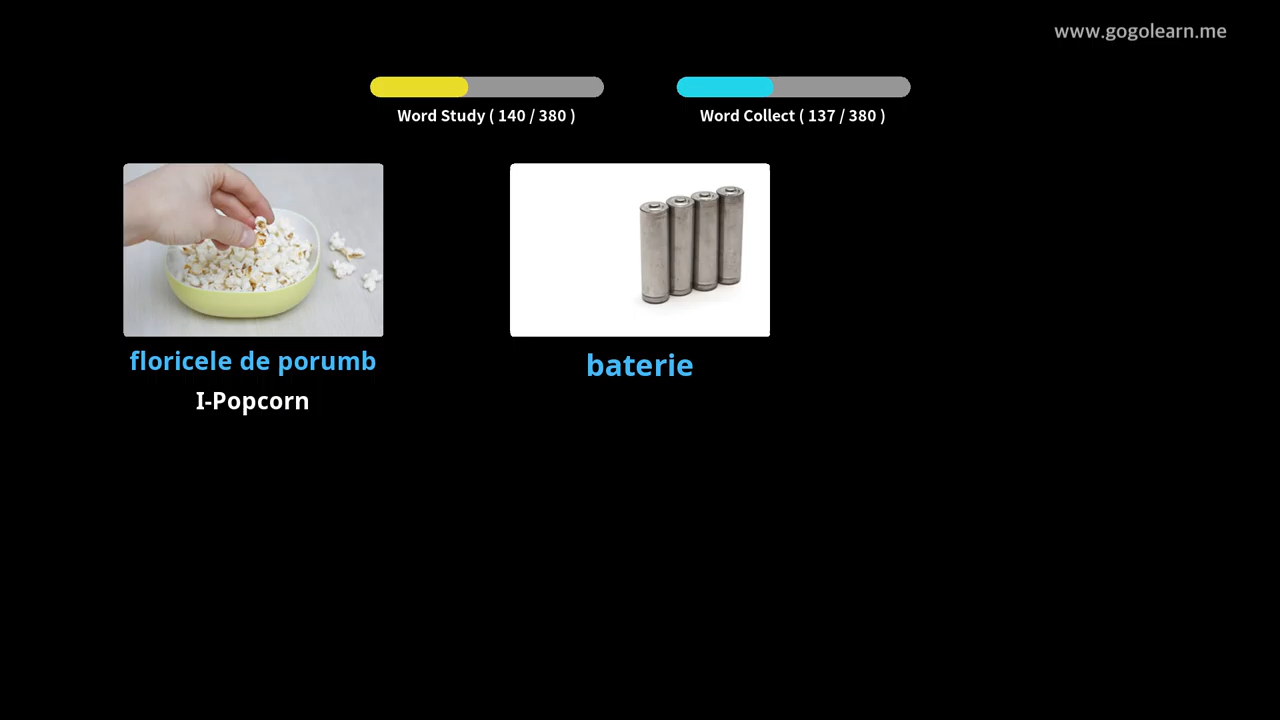 www.gogolearn.me
Word Study ( 140 / 380 )
Word Collect ( 137 / 380 )
floricele de porumb
I-Popcorn
baterie